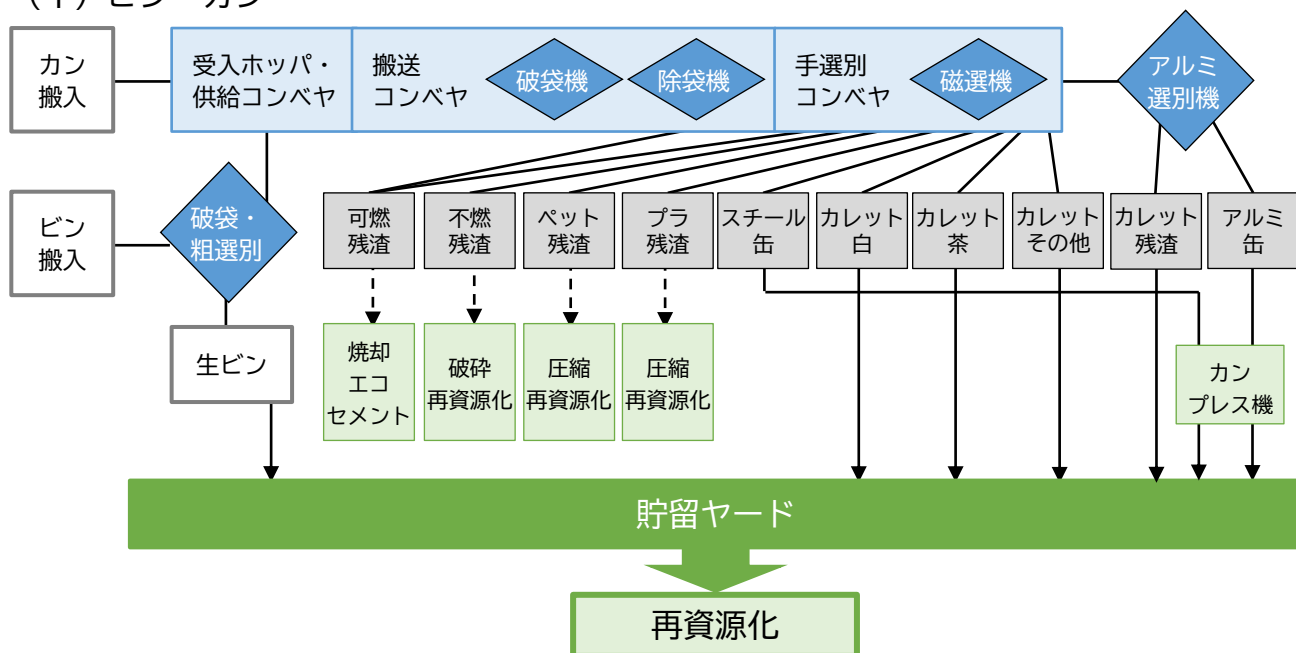 カン
搬入
受入ホッパ・
供給コンベヤ
搬送
コンベヤ
破袋機
除袋機
手選別
コンベヤ
磁選機
アルミ
選別機
ビン
搬入
破袋・
粗選別
可燃
残渣
不燃
残渣
ペット
残渣
プラ
残渣
スチール
缶
カレット
白
カレット
茶
カレット
その他
カレット
残渣
アルミ
缶
生ビン
焼却
エコ
セメント
破砕
再資源化
圧縮
再資源化
圧縮
再資源化
カン
プレス機
貯留ヤード
再資源化